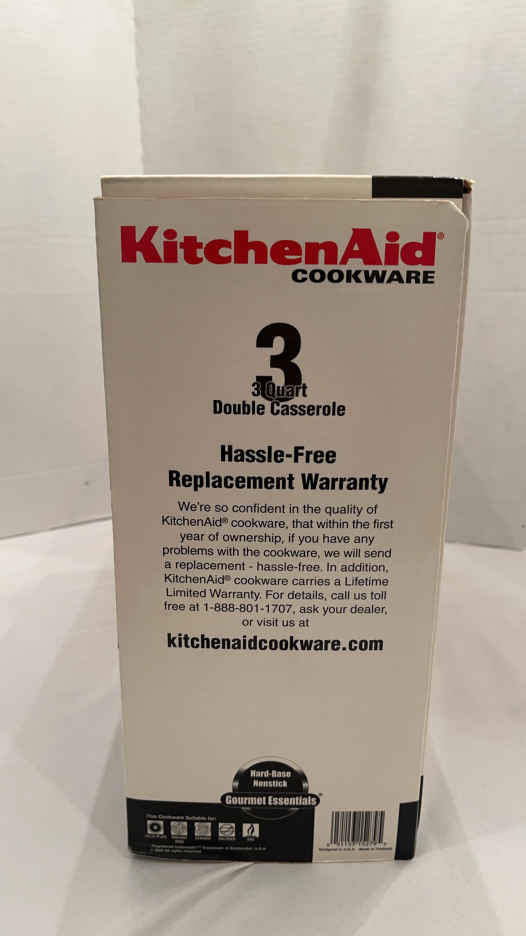 KitchenAid®
COOKWARE
3
3 Quart
Double Casserole
Hassle-Free
Replacement Warranty
We're so confident in the quality of
KitchenAid® cookware, that within the first
year of ownership, if you have any
problems with the cookware, we will send
a replacement - hassle-free. In addition,
KitchenAid® cookware carries a Lifetime
Limited Warranty. For details, call us toll
free at 1-888-801-1707, ask your dealer,
or visit us at
kitchenaidcookware.com
Hard-Base
Nonstick
Gourmet Essentials™
This Cookware Suitable for: